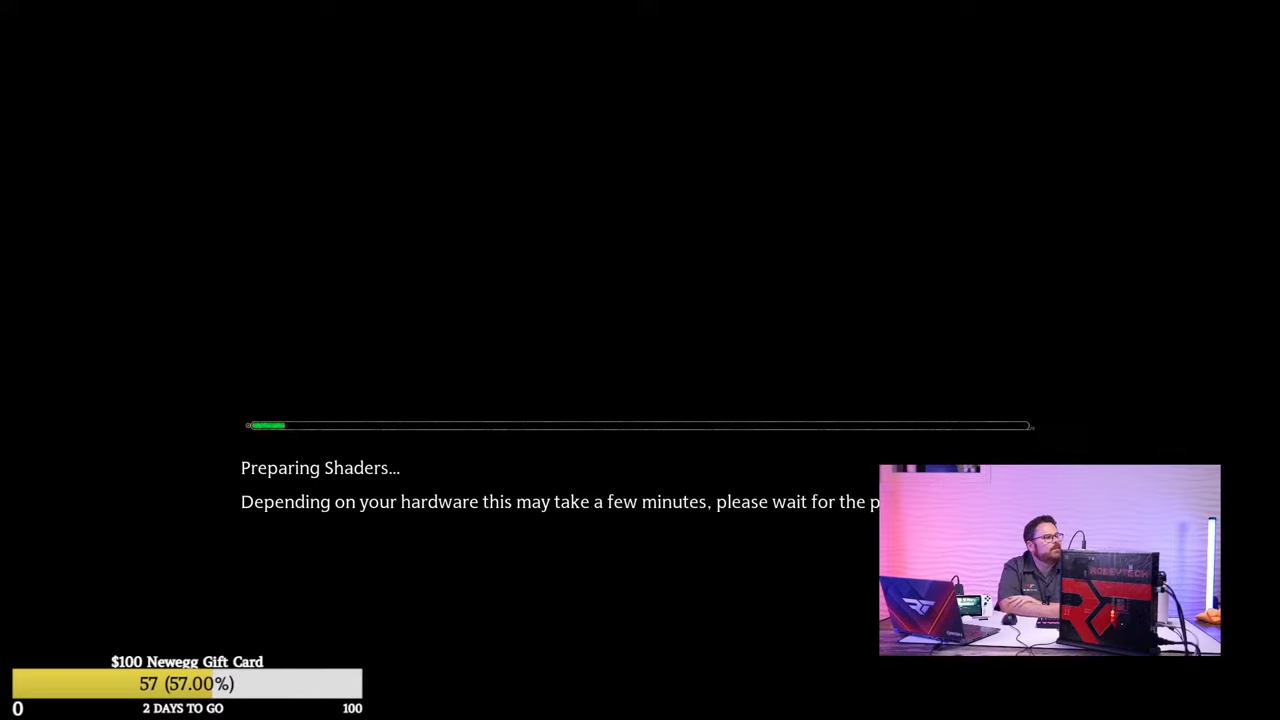 Preparing Shaders...
Depending on your hardware this may take a few minutes, please wait for the p
ROBEYTECH
$100 Newegg Gift Card
57 (57.00%)
0 2 DAYS TO GO 100